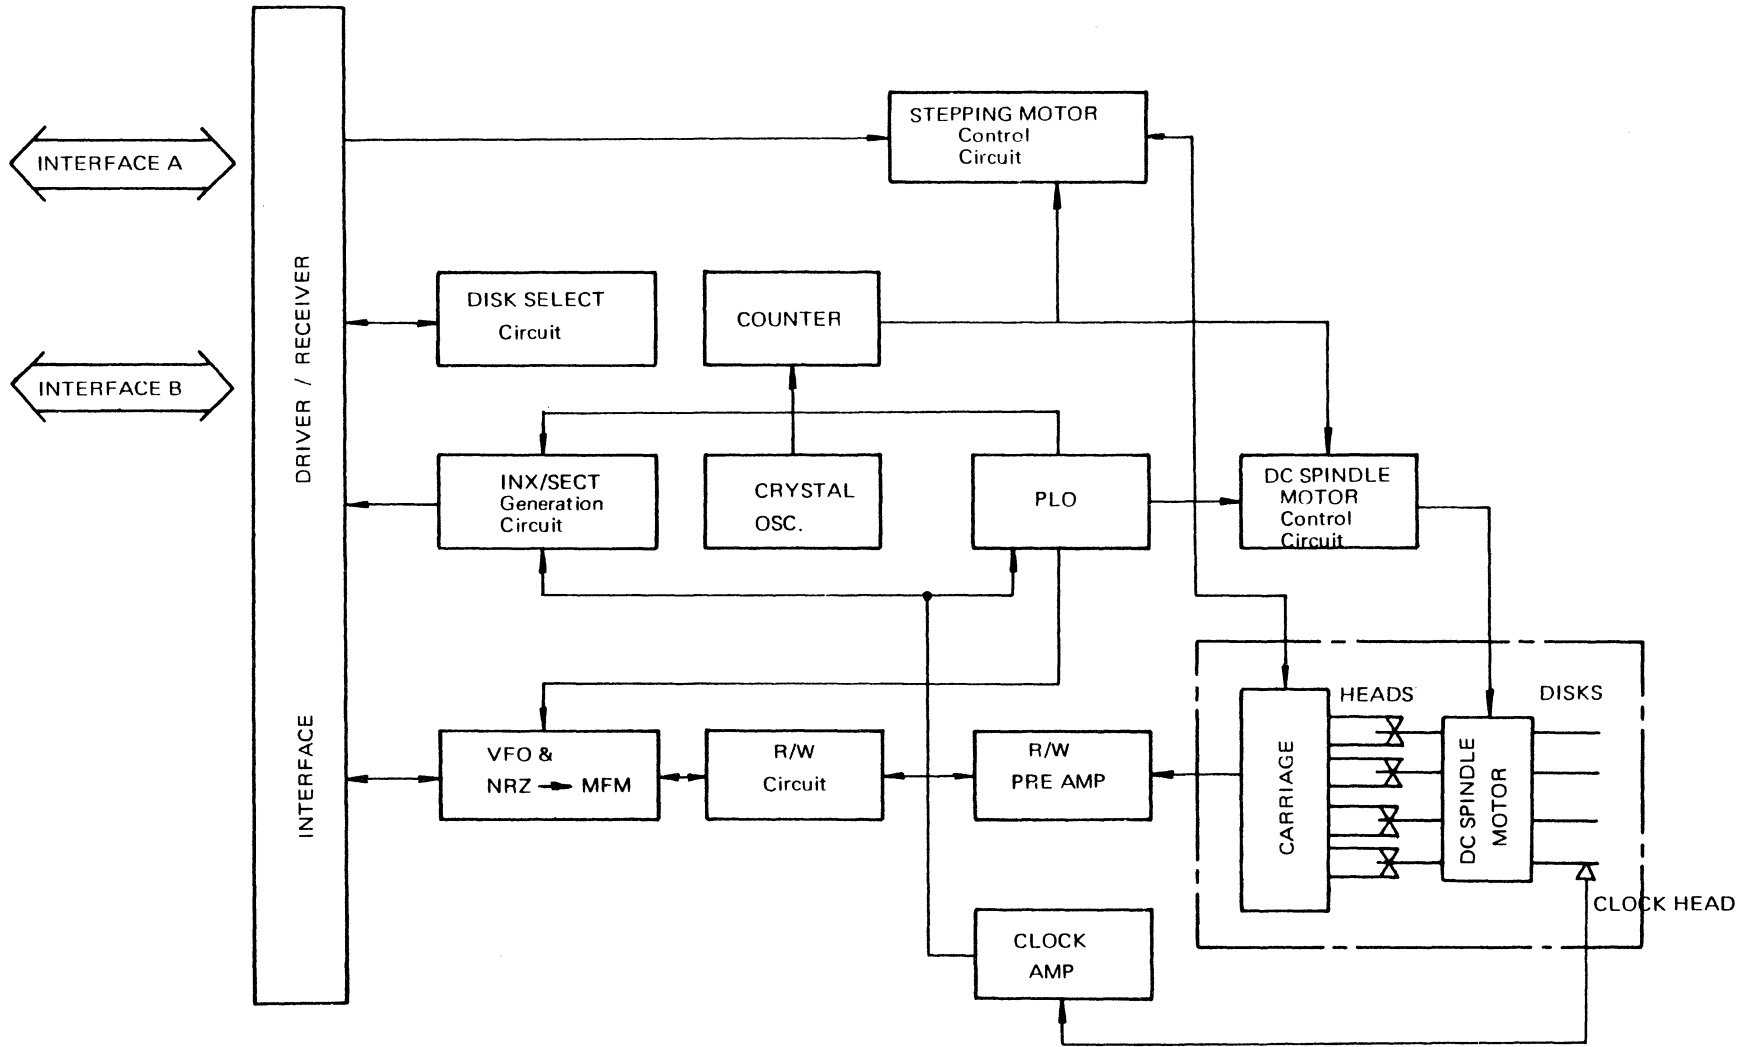 INTERFACE A
INTERFACE B
DRIVER / RECEIVER
INTERFACE
STEPPING MOTOR
Control
Circuit
DISK SELECT
Circuit
COUNTER
INX/SECT
Generation
Circuit
CRYTAL
OSC.
PLO
DC SPINDLE
MOTOR
Control
Circuit
VFO &
NRZ → MFM
R/W
Circuit
R/W
PRE AMP
CARRIAGE
HEADS
DC SPINDLE
MOTOR
DISKS
CLOCK HEAD
CLOCK
AMP